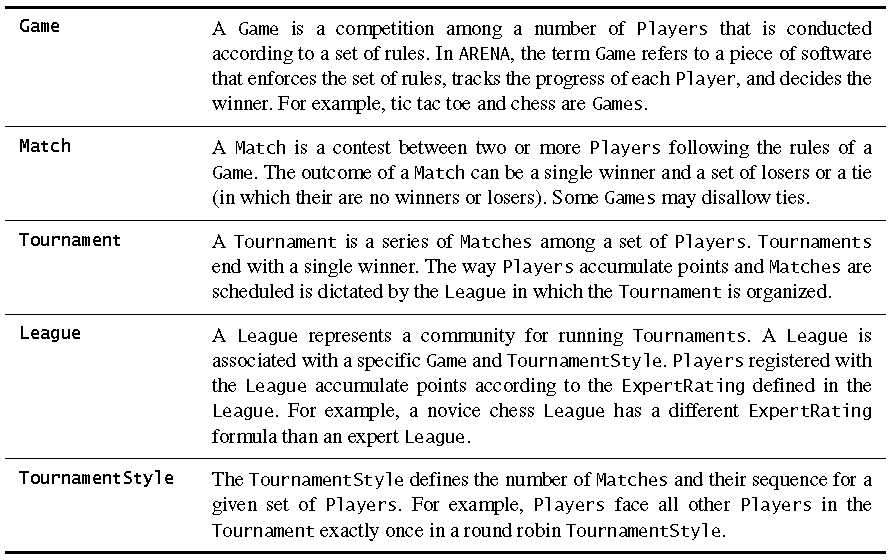 Game
A Game is a competition among a number of Players that is conducted
according to a set of rules. In ARENA, the term Game refers to a piece of software
that enforces the set of rules, tracks the progress of each Player, and decides the
winner. For example, tic tac toe and chess are Games.
Match
A Match is a contest between two or more Players following the rules of a
Game. The outcome of a Match can be a single winner and a set of losers or a tie
(in which their are no winners or losers). Some Games may disallow ties.
Tournament
A Tournament is a series of Matches among a set of Players. Tournaments
end with a single winner. The way Players accumulate points and Matches are
scheduled is dictated by the League in which the Tournament is organized.
League
A League represents a community for running Tournaments. A League is
associated with a specific Game and TournamentStyle. Players registered with
the League accumulate points according to the ExpertRating defined in the
League. For example, a novice chess League has a different ExpertRating
formula than an expert League.
TournamentStyle
The TournamentStyle defines the number of Matches and their sequence for a
given set of Players. For example, Players face all other Players in the
Tournament exactly once in a round robin TournamentStyle.